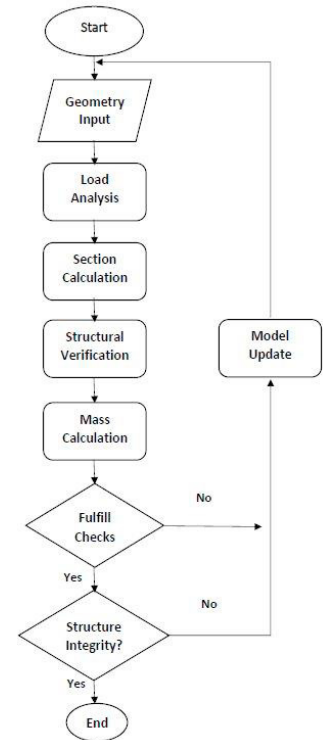 Start
Geometry
Input
Load
Analysis
Section
Calculation
Structural
Verification
Model
Update
Mass
Calculation
No
Fulfill
Checks
Yes
No
Structure
Integrity?
Yes
End